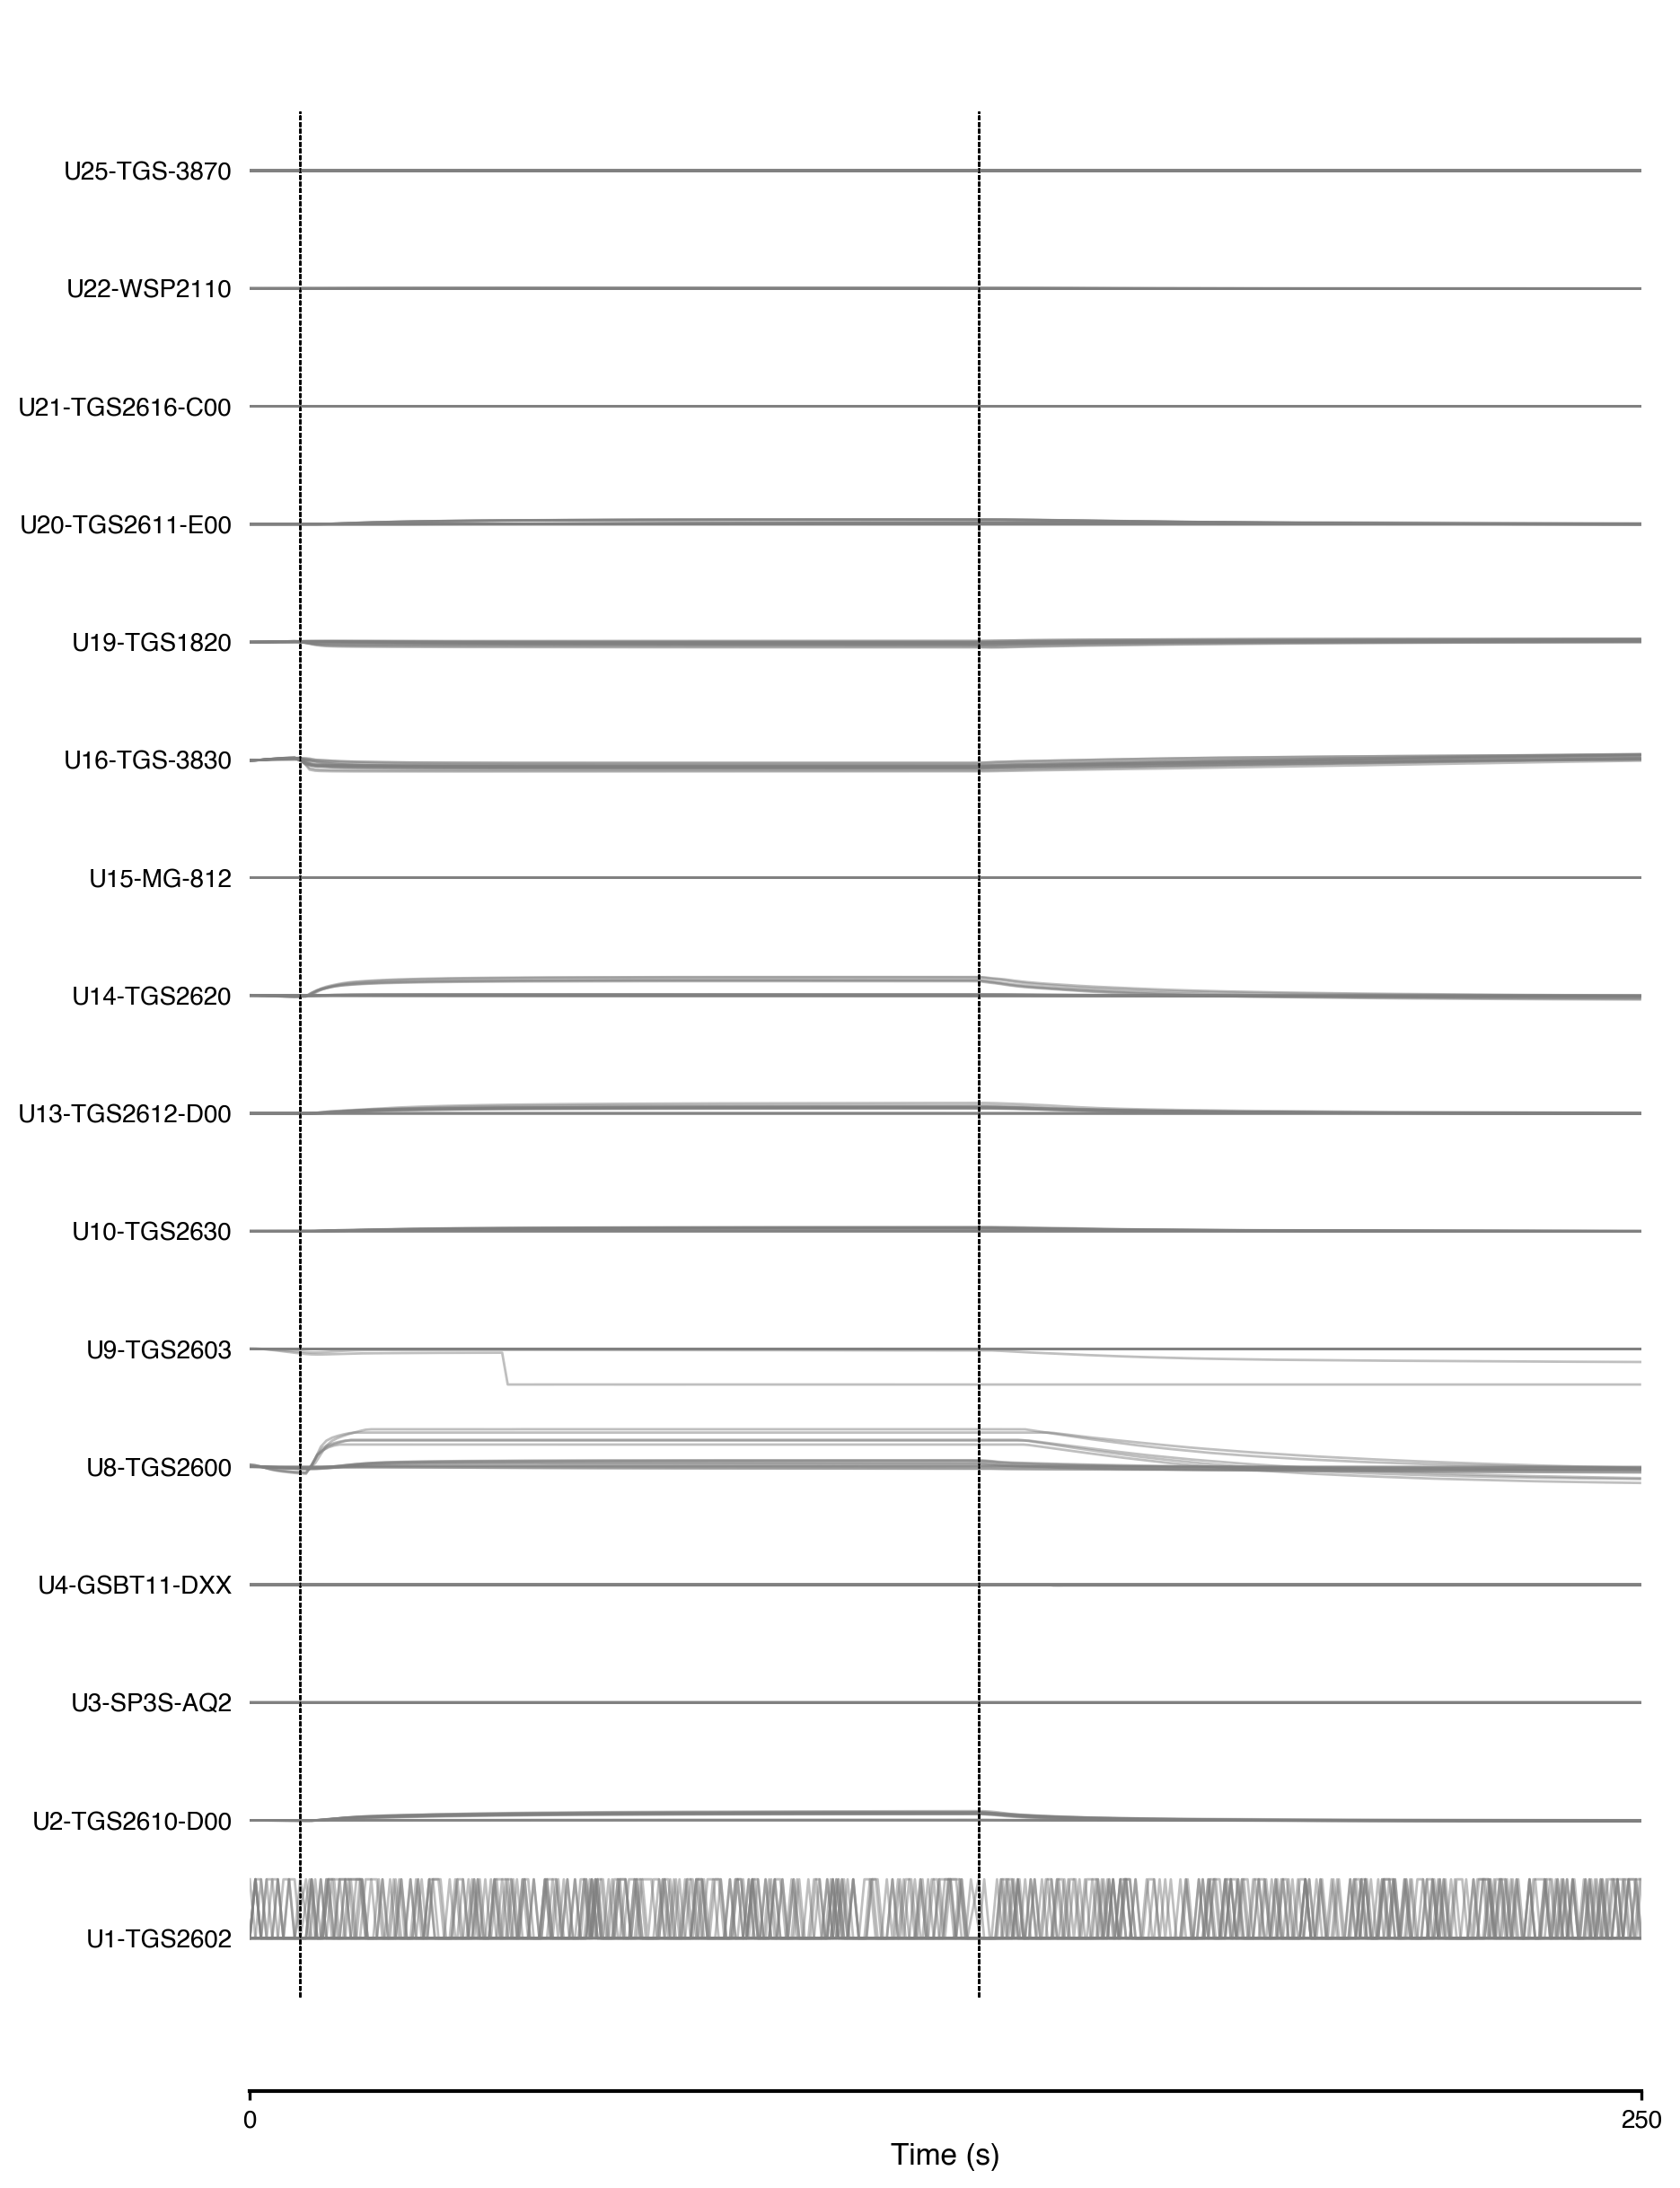 U25-TGS-3870
U22-WSP2110
U21-TGS2616-C00
U20-TGS2611-E00
U19-TGS1820
U16-TGS-3830
U15-MG-812
U14-TGS2620
U13-TGS2612-D00
U10-TGS2630
U9-TGS2603
U8-TGS2600
U4-GSBT11-DXX
U3-SP3S-AQ2
U2-TGS2610-D00
U1-TGS2602
0 250
Time (s)